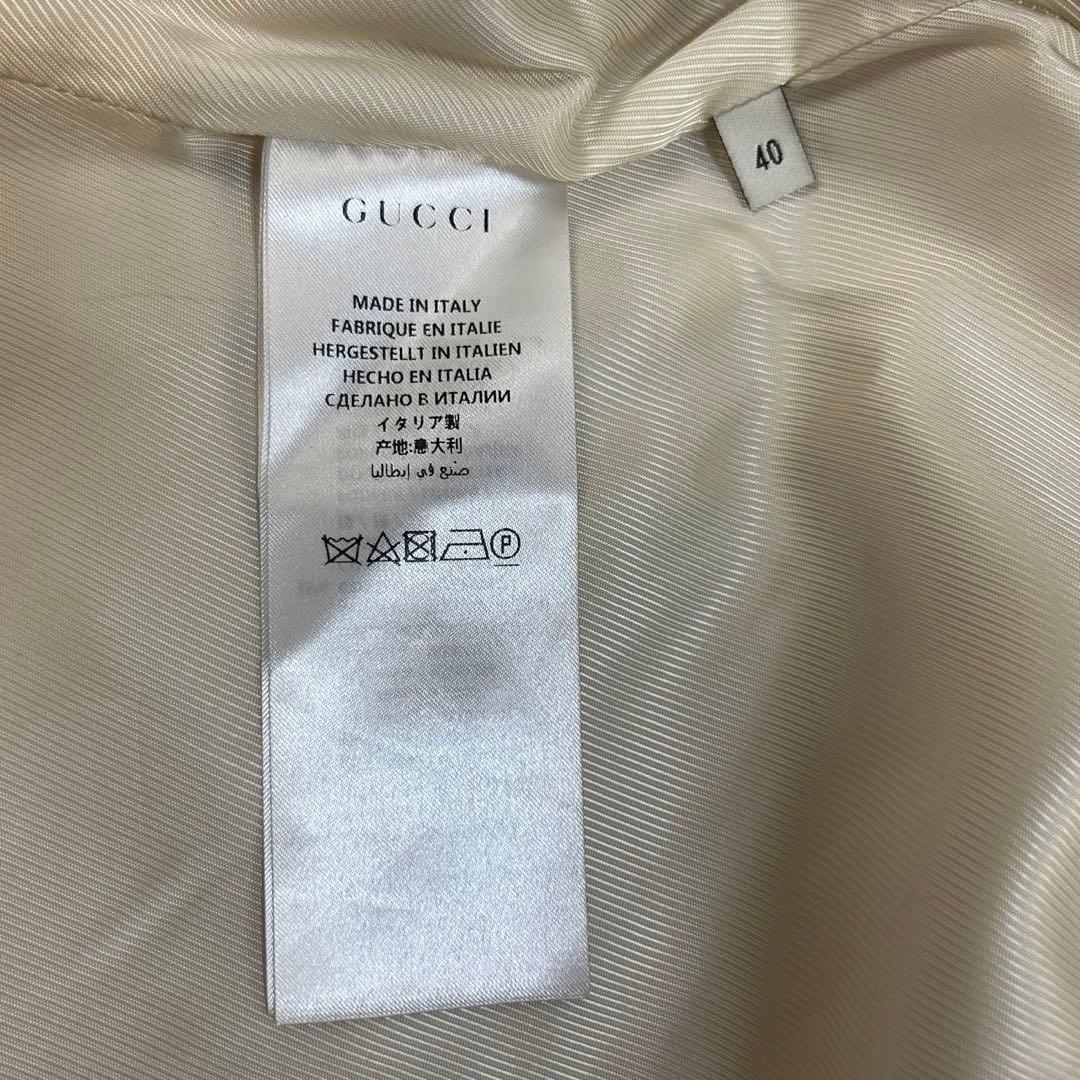 GUCCI
40
MADE IN ITALY
FABRIQUE EN ITALIE
HERGESTELLT IN ITALIEN
HECHO EN ITALIA
СДЕЛАНО В ИТАЛИИ
イタリア製
产地:意大利
صنع في إيطاليا
P